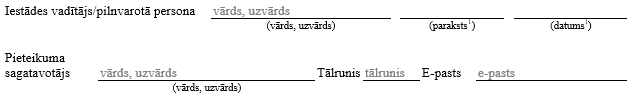 Iestādes vadītājs/pilnvarotā persona vārds, uzvārds
(vārds, uzvārds) (paraksts¹) (datums¹)
Pieteikuma
sagatavotājs vārds, uzvārds Tālrunis tālrunis E-pasts e-pasts
(vārds, uzvārds)